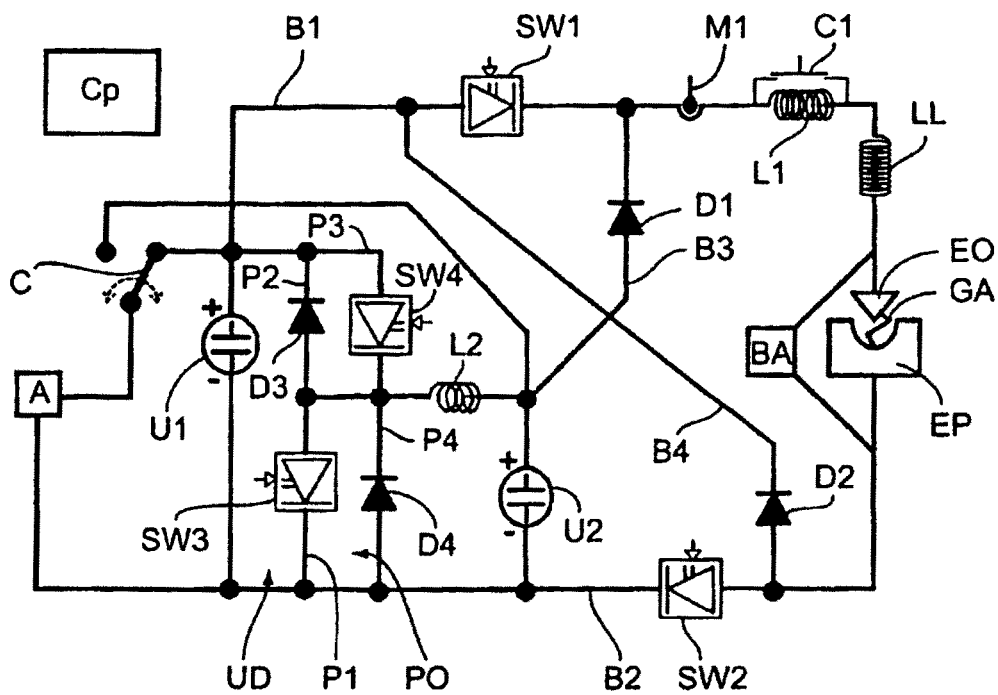 B1
SW1
M1
C1
Cp
L1
LL
D1
P3
B3
EO
C
P2
SW4
GA
+
L2
BA
A
-
D3
U1
P4
EP
B4
+
D2
SW3
D4
-
U2
UD
P1
PO
B2
SW2